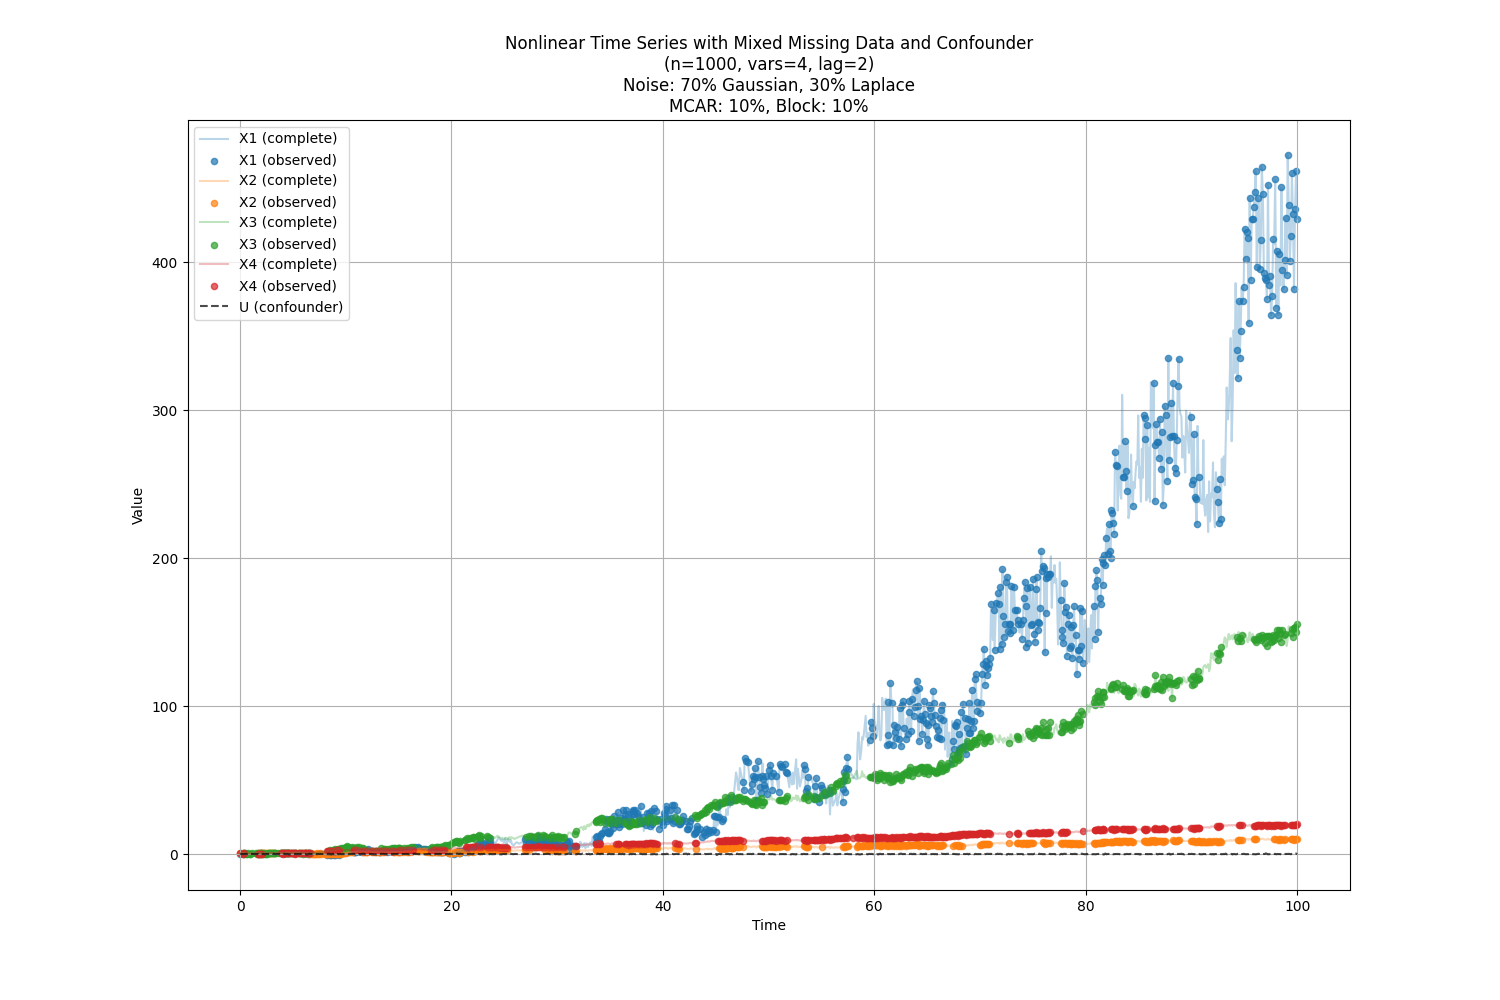 Nonlinear Time Series with Mixed Missing Data and Confounder
(n=1000, vars=4, lag=2)
Noise: 70% Gaussian, 30% Laplace
MCAR: 10%, Block: 10%
X1 (complete)
X1 (observed)
X2 (complete)
X2 (observed)
X3 (complete)
X3 (observed)
X4 (complete)
X4 (observed)
U (confounder)
400
300
200
100
0
Value
0 20 40 60 80 100
Time